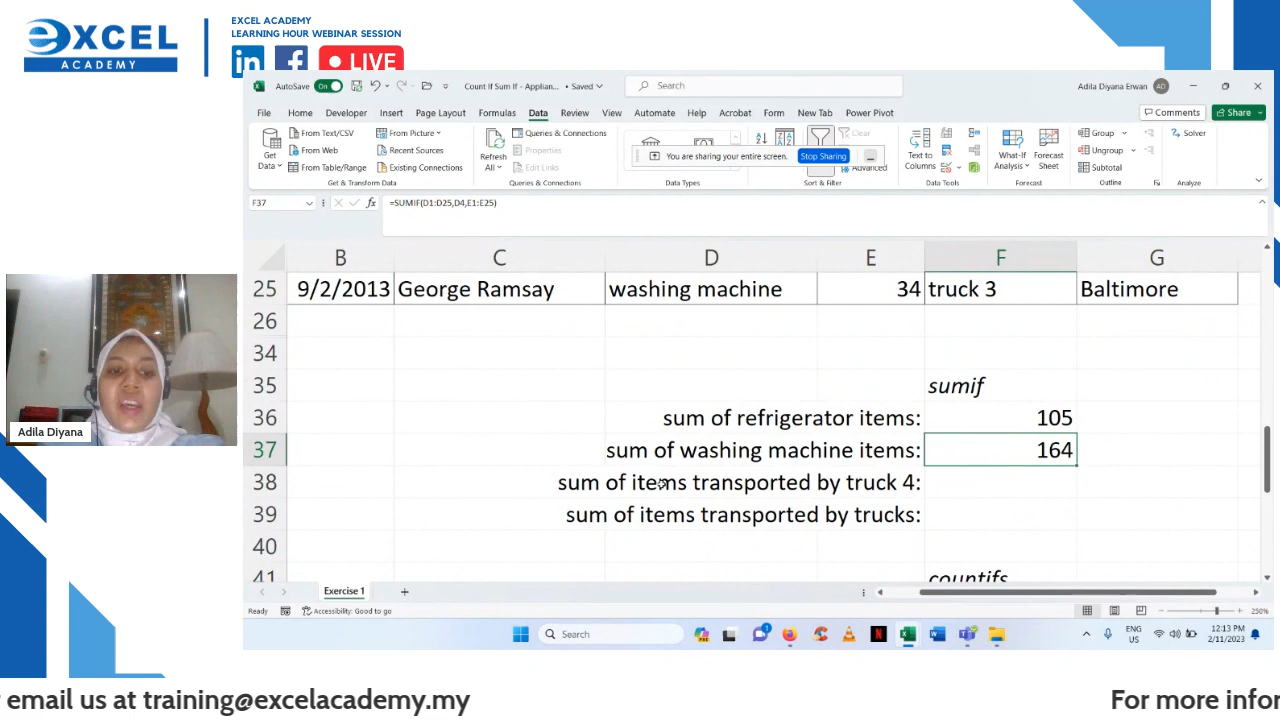 EXCEL
ACADEMY
EXCEL ACADEMY
LEARNING HOUR WEBINAR SESSION
in
f
LIVE
AutoSave On Count If Sum If - Applian... • Saved Search Adila Diyana Erwan AD
File Home Developer Insert Page Layout Formulas Data Review View Automate Help Acrobat Form New Tab Power Pivot Comments Share
Get Data
From Text/CSV
From Web
From Table/Range
From Picture
Recent Sources
Existing Connections
Get & Transform Data
Refresh All
Queries & Connections
Properties
Edit Links
Queries & Connections
You are sharing your entire screen. Stop Sharing
Data Types
Clear
Advanced
Sort & Filter
Text to Columns
Data Tools
What-If Analysis
Forecast Sheet
Forecast
Group
Ungroup
Subtotal
Outline
Solver
Analyze
F37 fx =SUMIF(D1:D25,D4,E1:E25)
B C D E F G
25 9/2/2013 George Ramsay washing machine 34 truck 3 Baltimore
26
34
35 sumif
36 sum of refrigerator items: 105
37 sum of washing machine items: 164
38 sum of items transported by truck 4:
39 sum of items transported by trucks:
40
41 countifs
Exercise 1
Ready Accessibility: Good to go 250%
Search
ENG
US
12:13 PM
2/11/2023
Adila Diyana
email us at training@excelacademy.my
For more infor